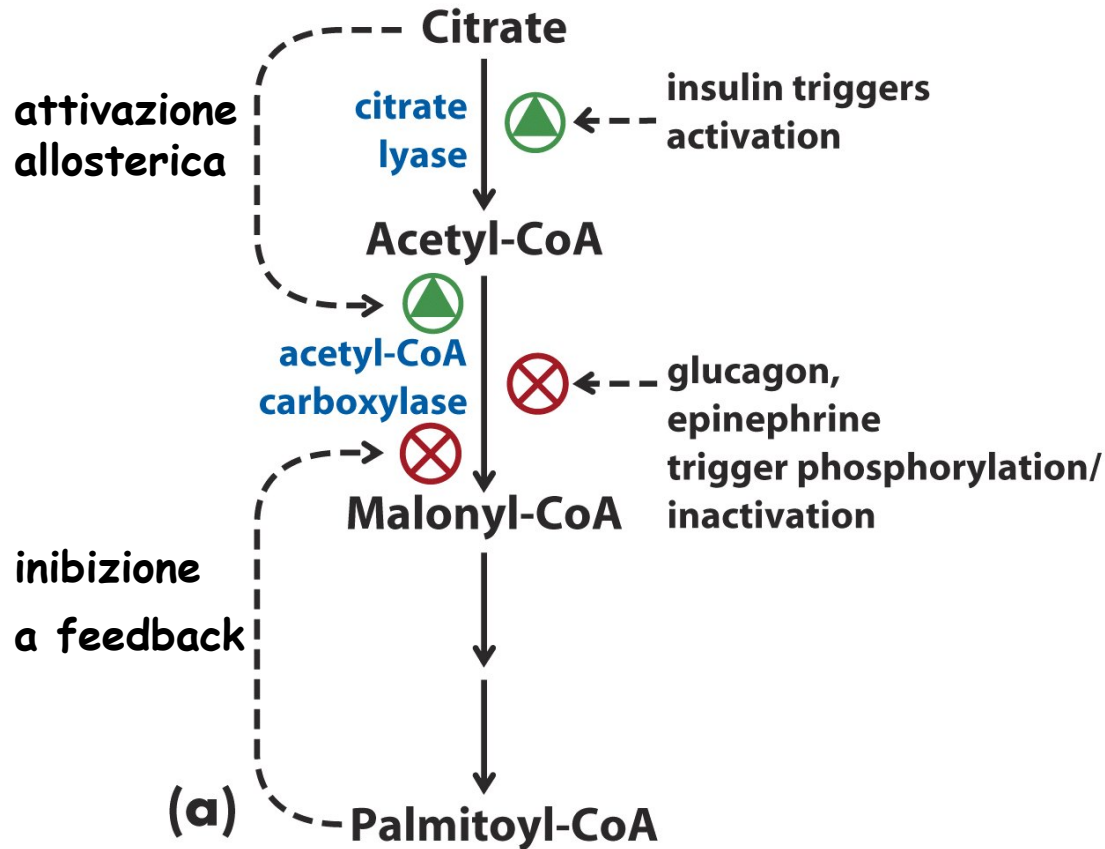 Citrate
attivazione
allosterica
citrate
lyase
insulin triggers
activation
Acetyl-CoA
acetyl-CoA
carboxylase
glucagon,
epinephrine
trigger phosphorylation/
inactivation
Malonyl-CoA
inibizione
a feedback
(a)
Palmitoyl-CoA